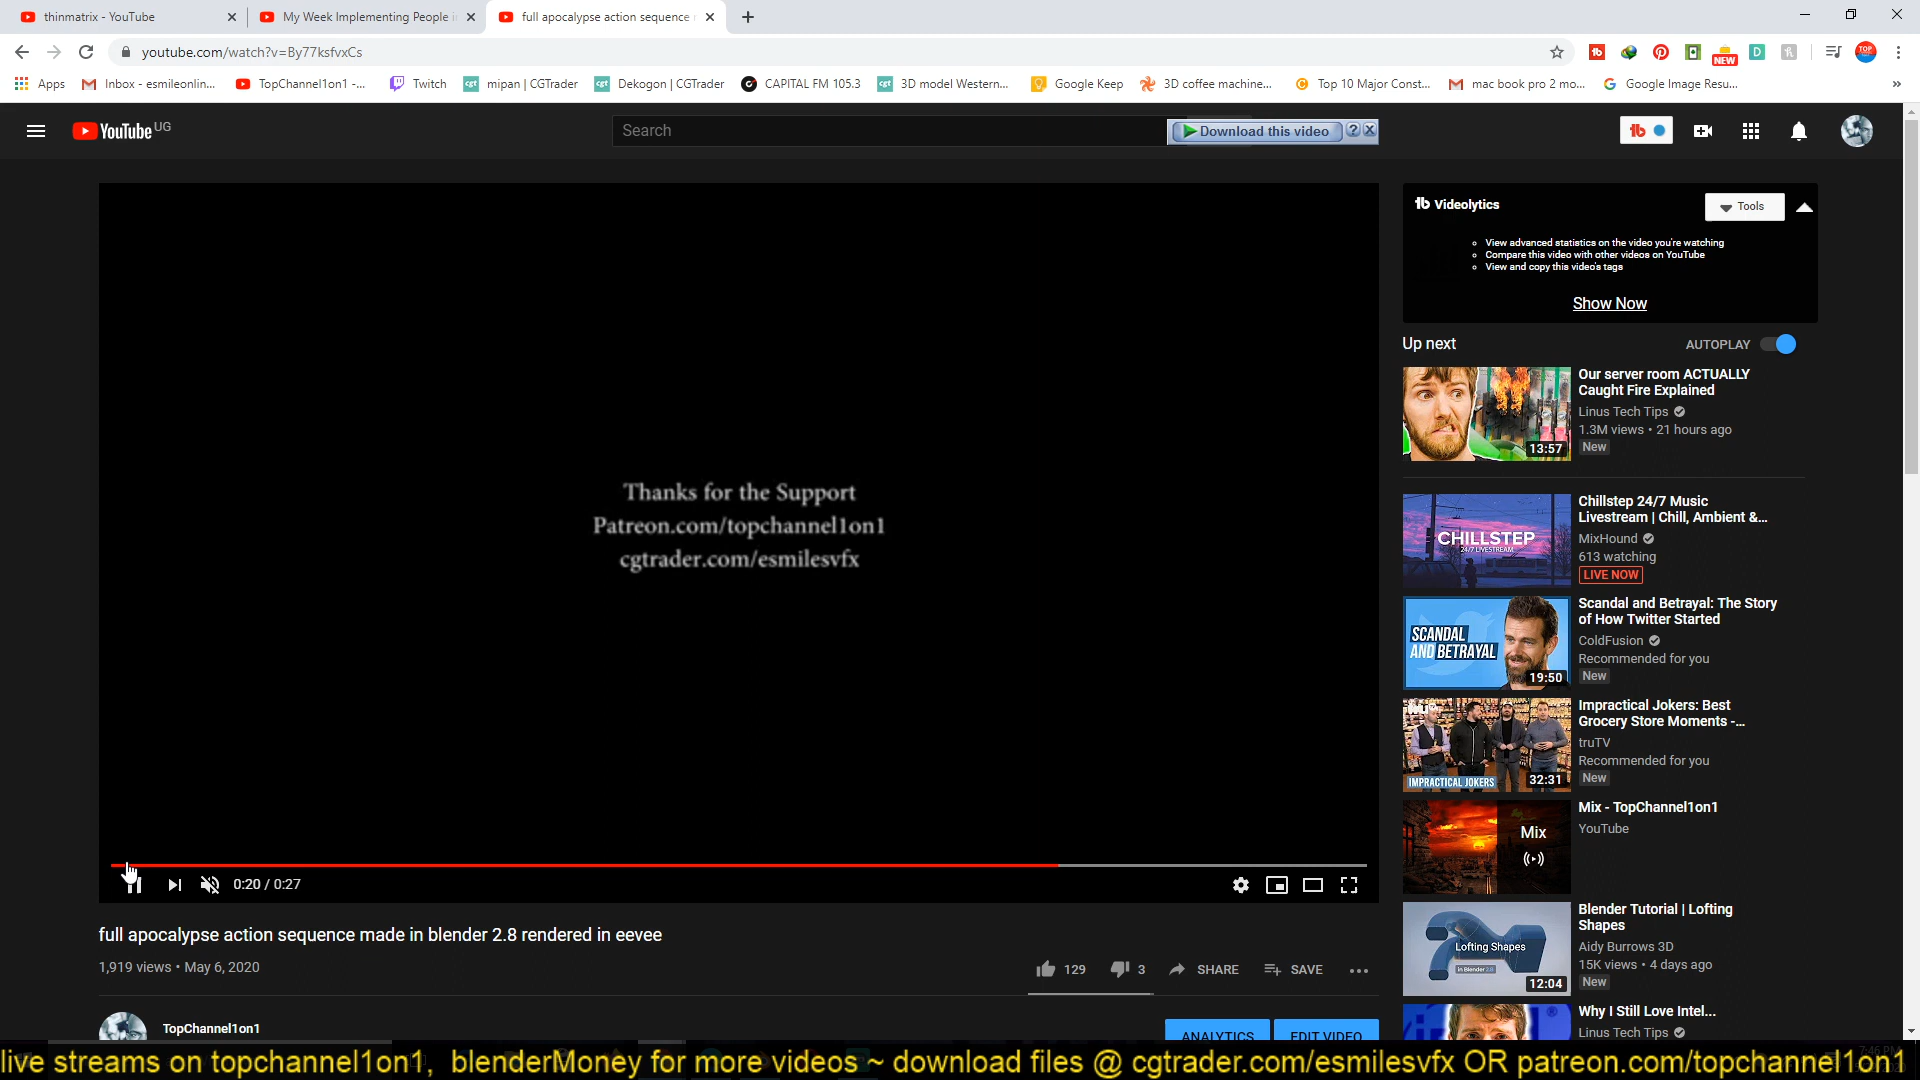 thinmatrix - YouTube
My Week Implementing People i
full apocalypse action sequence
youtube.com/watch?v=By77ksfvxCs
Apps
Inbox - esmileonlin...
TopChannel1on1 -...
Twitch
mipan | CGTrader
Dekogon | CGTrader
CAPITAL FM 105.3
3D model Western...
Google Keep
3D coffee machine...
Top 10 Major Const...
mac book pro 2 mo...
Google Image Resu...
NEW
YouTube UG
Search
Download this video
Thanks for the Support
Patreon.com/topchannel1on1
cgtrader.com/esmilesvfx
0:20 / 0:27
full apocalypse action sequence made in blender 2.8 rendered in eevee
1,919 views • May 6, 2020
129
3
SHARE
SAVE
TopChannel1on1
ANALYTICS
EDIT VIDEO
Videolytics
Tools
View advanced statistics on the video you're watching
Compare this video with other videos on YouTube
View and copy this video's tags
Show Now
Up next
AUTOPLAY
13:57
Our server room ACTUALLY
Caught Fire Explained
Linus Tech Tips
1.3M views • 21 hours ago
New
CHILLSTEP
24/7 LIVESTREAM
Chillstep 24/7 Music
Livestream | Chill, Ambient &...
MixHound
613 watching
LIVE NOW
SCANDAL
AND BETRAYAL
19:50
Scandal and Betrayal: The Story
of How Twitter Started
ColdFusion
Recommended for you
New
IMPRACTICAL JOKERS
32:31
Impractical Jokers: Best
Grocery Store Moments -...
truTV
Recommended for you
New
Mix
Mix - TopChannel1on1
YouTube
Lofting Shapes
in Blender 2.8
12:04
Blender Tutorial | Lofting
Shapes
Aidy Burrows 3D
15K views • 4 days ago
New
Why I Still Love Intel...
Linus Tech Tips
live streams on topchannel1on1, blenderMoney for more videos ~ download files @ cgtrader.com/esmilesvfx OR patreon.com/topchannel1on1